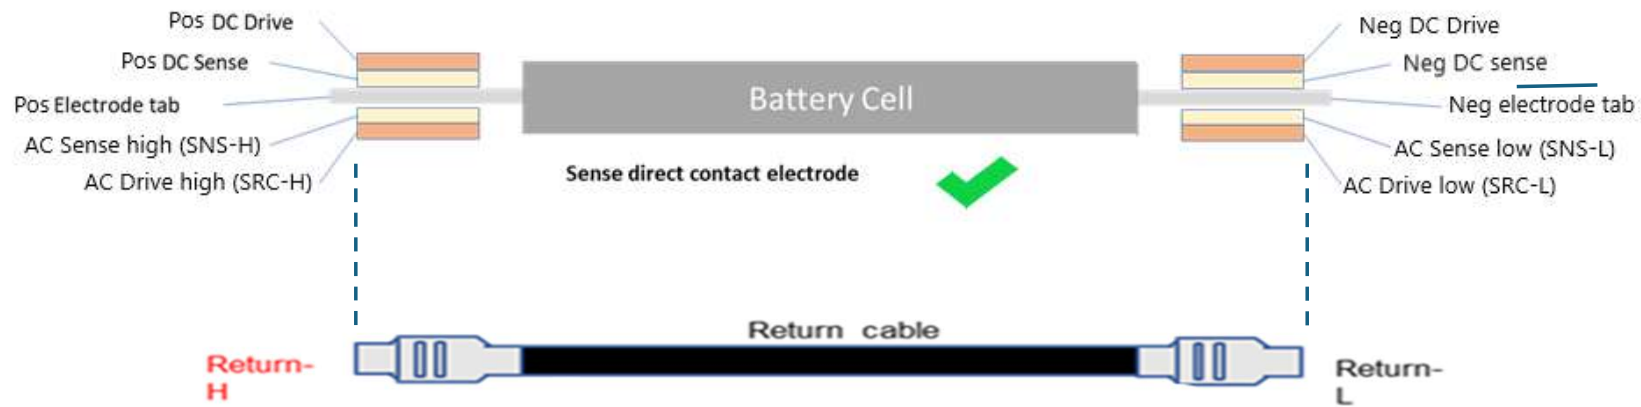 Pos DC Drive
Pos DC Sense
Pos Electrode tab
AC Sense high (SNS-H)
AC Drive high (SRC-H)
Battery Cell
Sense direct contact electrode
Neg DC Drive
Neg DC sense
Neg electrode tab
AC Sense low (SNS-L)
AC Drive low (SRC-L)
Return cable
Return-
H
Return-
L